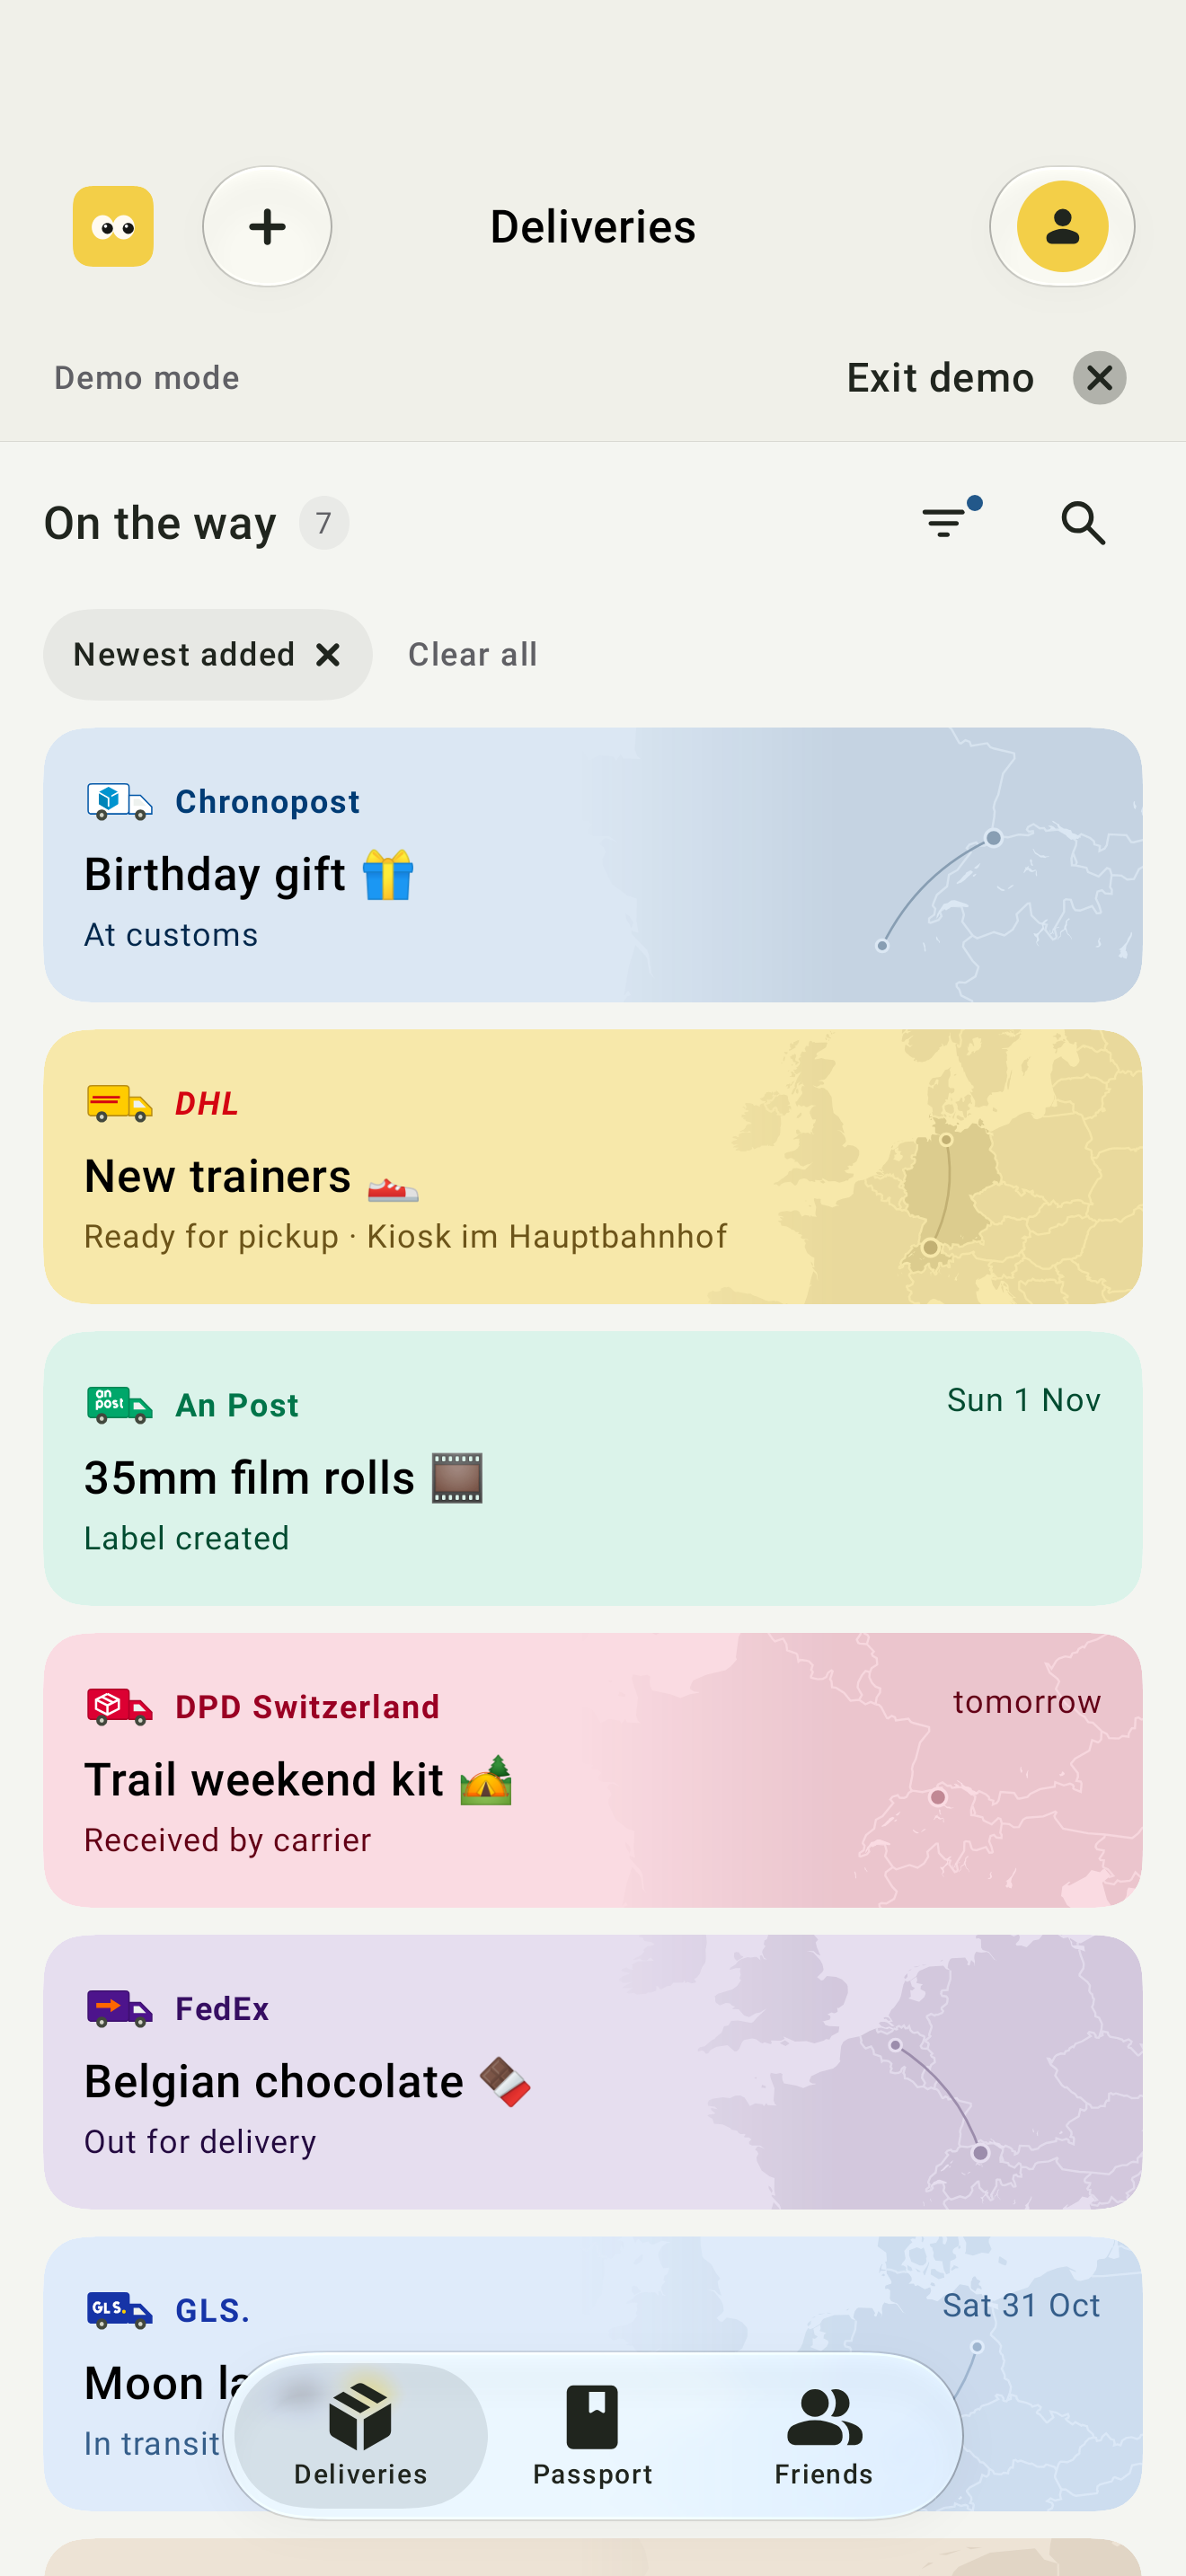 Deliveries
Demo mode
Exit demo
On the way 7
Newest added
Clear all
Chronopost
Birthday gift
At customs
DHL
New trainers
Ready for pickup · Kiosk im Hauptbahnhof
an post
An Post
Sun 1 Nov
35mm film rolls
Label created
DPD Switzerland
tomorrow
Trail weekend kit
Received by carrier
FedEx
Belgian chocolate
Out for delivery
GLS.
GLS.
Sat 31 Oct
Moon
In transit
Deliveries
Passport
Friends